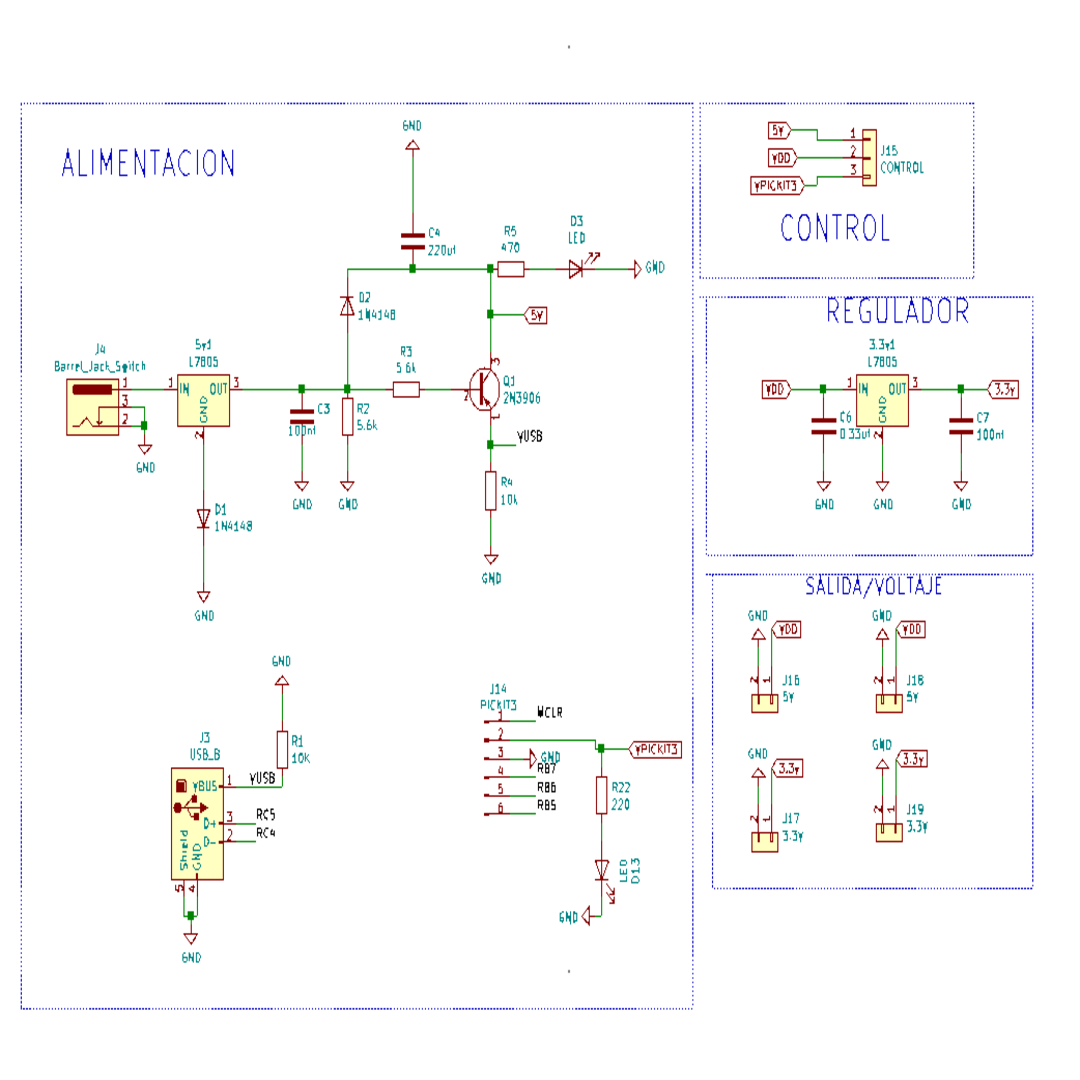 ALIMENTACION
GND
C4
220uf
R5
470
D3
LED
GND
D2
1N4148
5V
J4
Barrel_Jack_Switch
1
3
2
GND
5v1
L7805
1 IN OUT 3
GND
2
D1
1N4148
GND
C3
100nf
GND
R2
5.6k
GND
R3
5.6k
3
2
1
Q1
2N3906
VUSB
R4
10k
GND
GND
R1
10K
J3
USB_B
VBUS 1
VUSB
D+ 3
RC5
D- 2
RC4
Shield
GND
5 4
GND
J14
PICKIT3
1 MCLR
2
3 GND
4 RB7
5 RB6
6 RB5
VPICKIT3
R22
220
LED
D13
GND
5V
VDD
VPICKIT3
1
2
3
J15
CONTROL
CONTROL
REGULADOR
3.3v1
L7805
VDD
1 IN OUT 3
GND
2
3.3v
C6
0.33uf
C7
100nf
GND
GND
GND
SALIDA/VOLTAJE
GND
VDD
2 1
J16
5V
GND
VDD
2 1
J18
5V
GND
3.3v
2 1
J17
3.3V
GND
3.3v
2 1
J19
3.3V